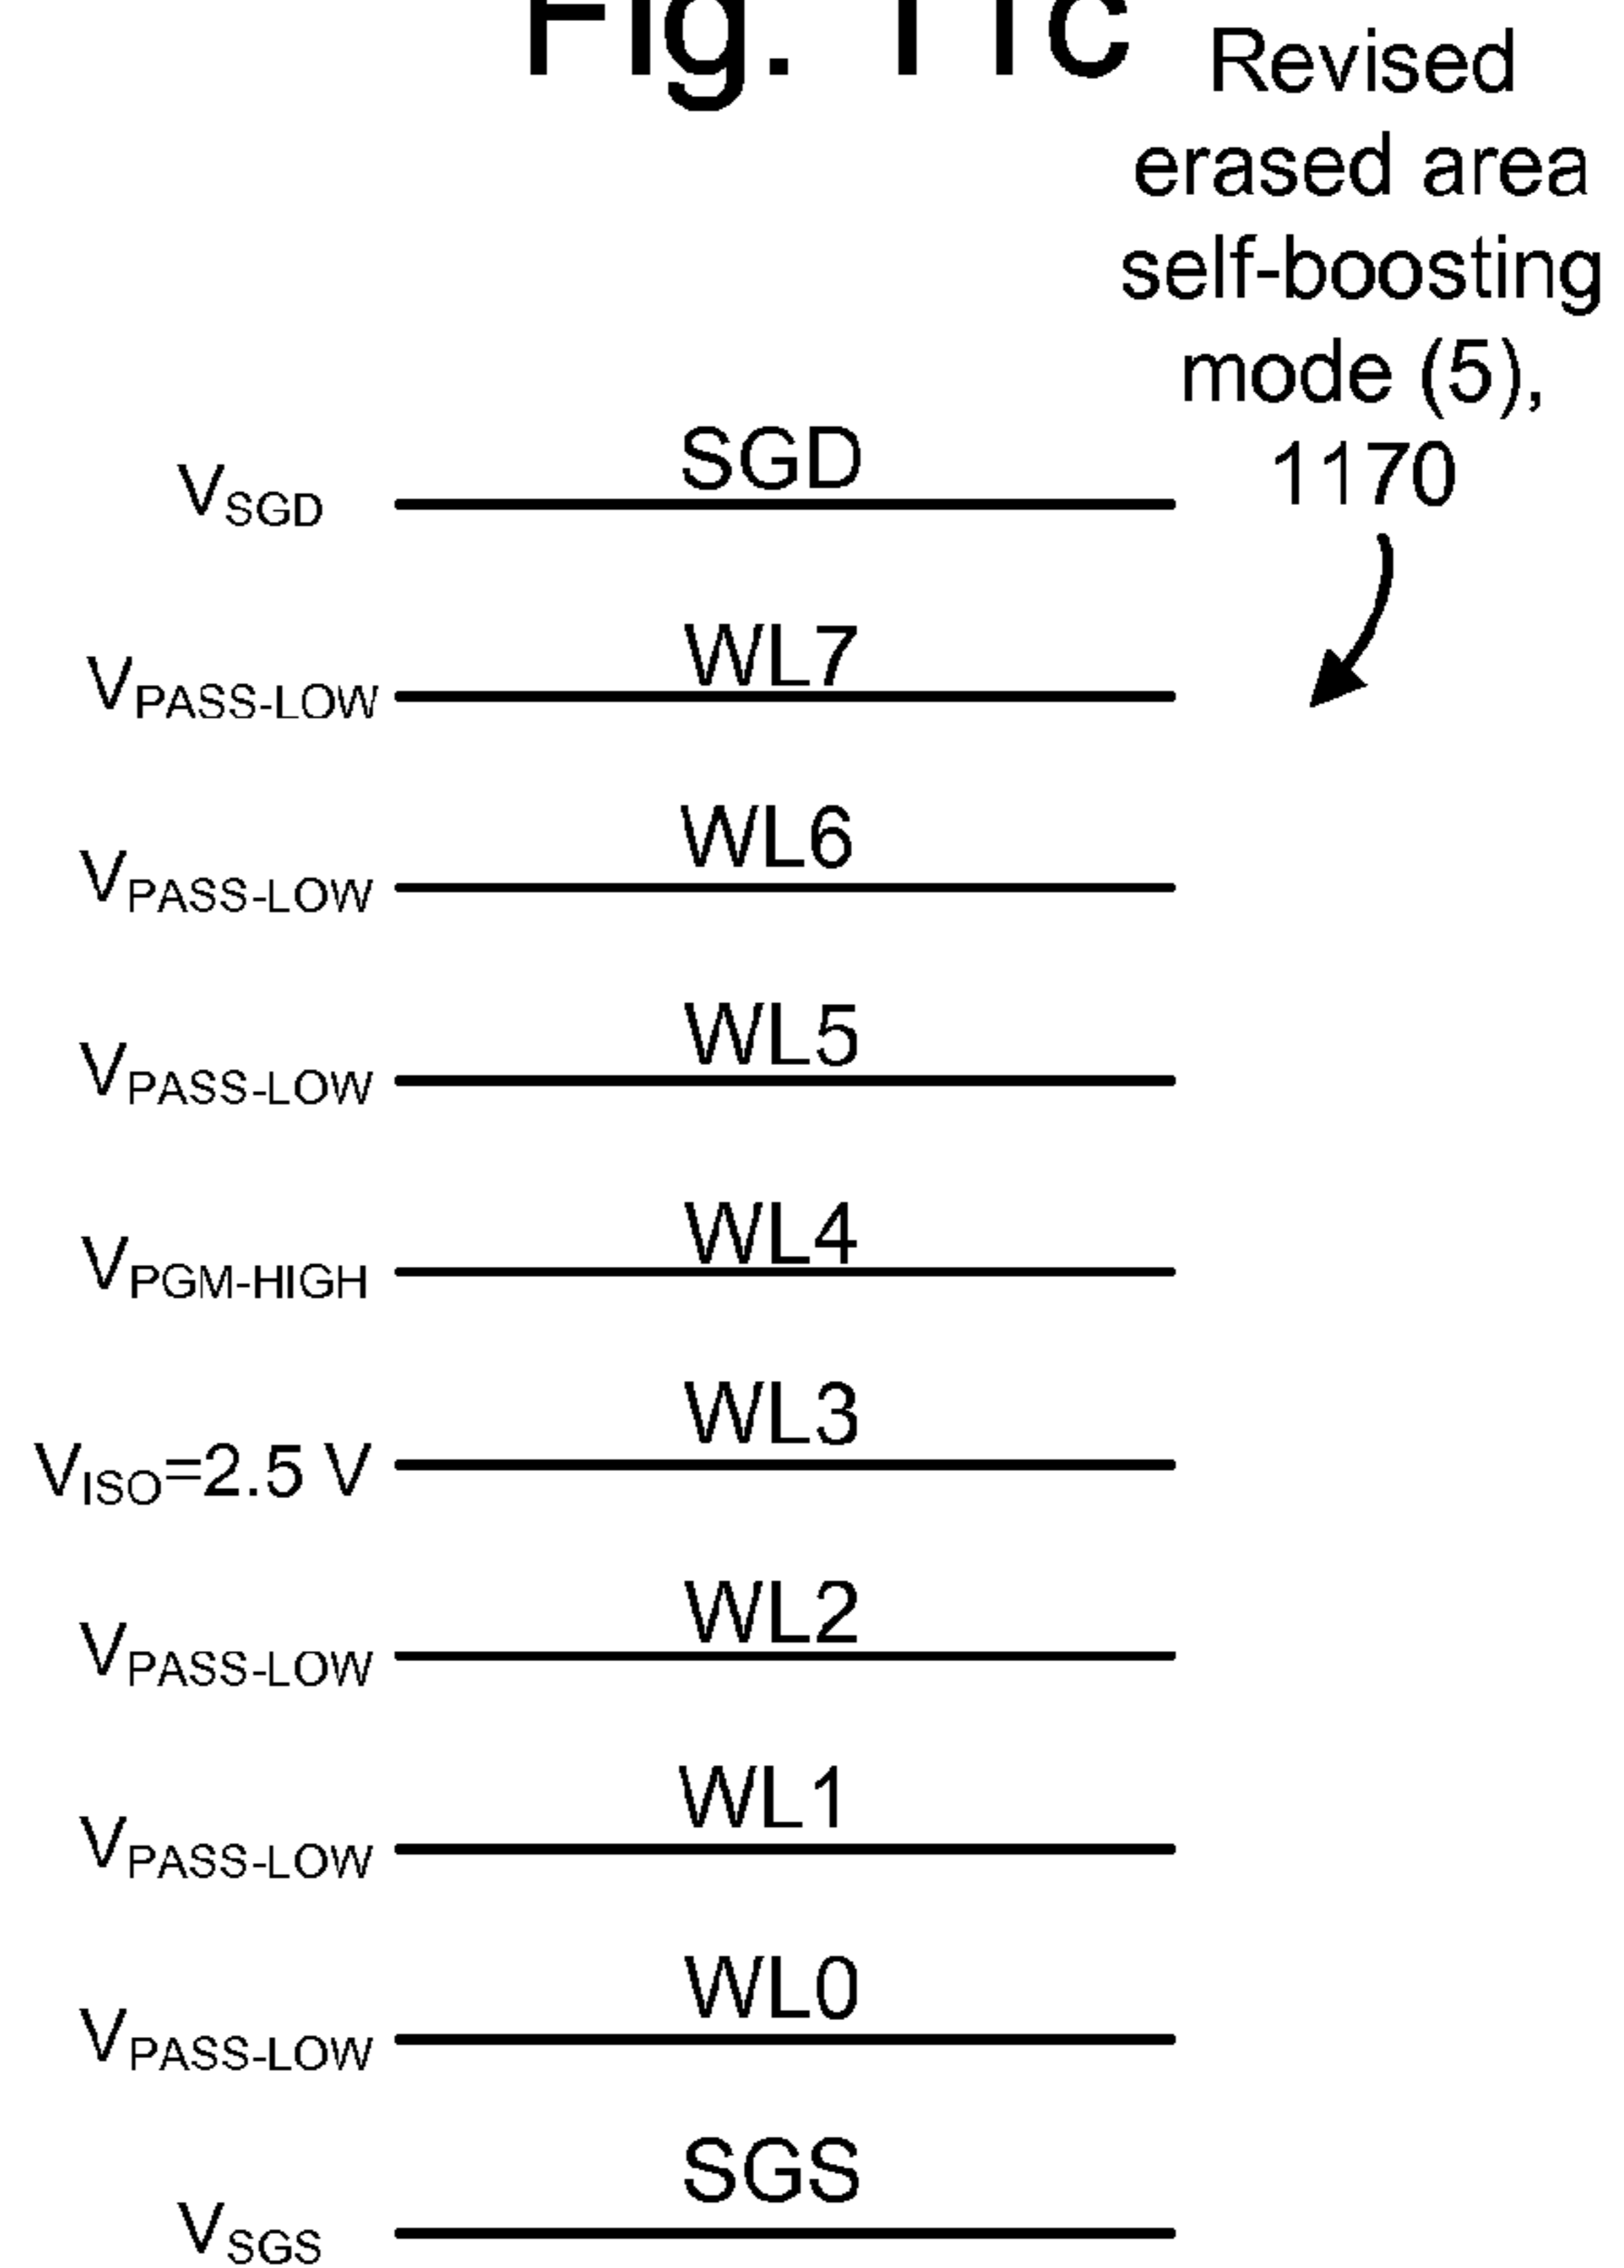 Fig. 11c
Revised
erased area
self-boosting
mode (5),
1170
SGD
VSGD
WL7
VPASS-LOW
WL6
VPASS-LOW
WL5
VPASS-LOW
WL4
VPGM-HIGH
WL3
VISO=2.5 V
WL2
VPASS-LOW
WL1
VPASS-LOW
WL0
VPASS-LOW
SGS
VSGS